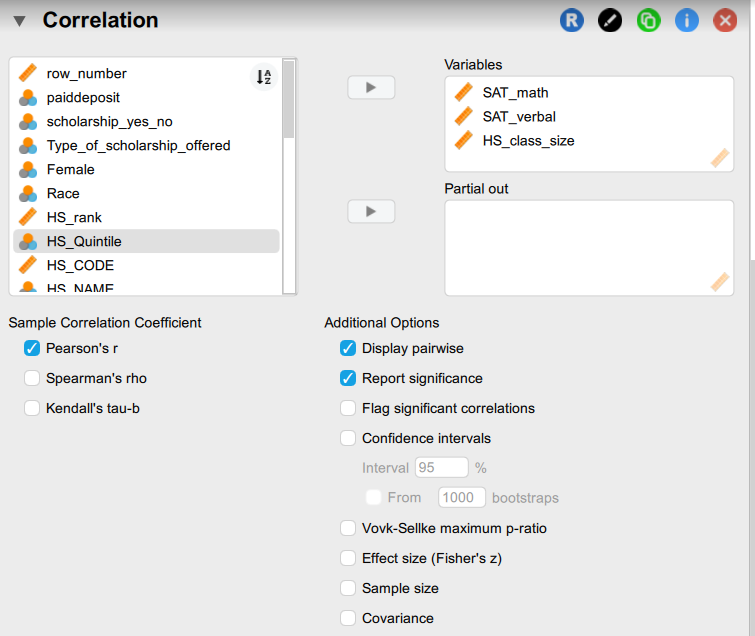 Correlation
R
i
row_number
paiddeposit
scholarship_yes_no
Type_of_scholarship_offered
Female
Race
HS_rank
HS_Quintile
HS_CODE
HS_NAME
A
Z
Variables
SAT_math
SAT_verbal
HS_class_size
Partial out
Sample Correlation Coefficient
Pearson's r
Spearman's rho
Kendall's tau-b
Additional Options
Display pairwise
Report significance
Flag significant correlations
Confidence intervals
Interval 95 %
From 1000 bootstraps
Vovk-Sellke maximum p-ratio
Effect size (Fisher's z)
Sample size
Covariance